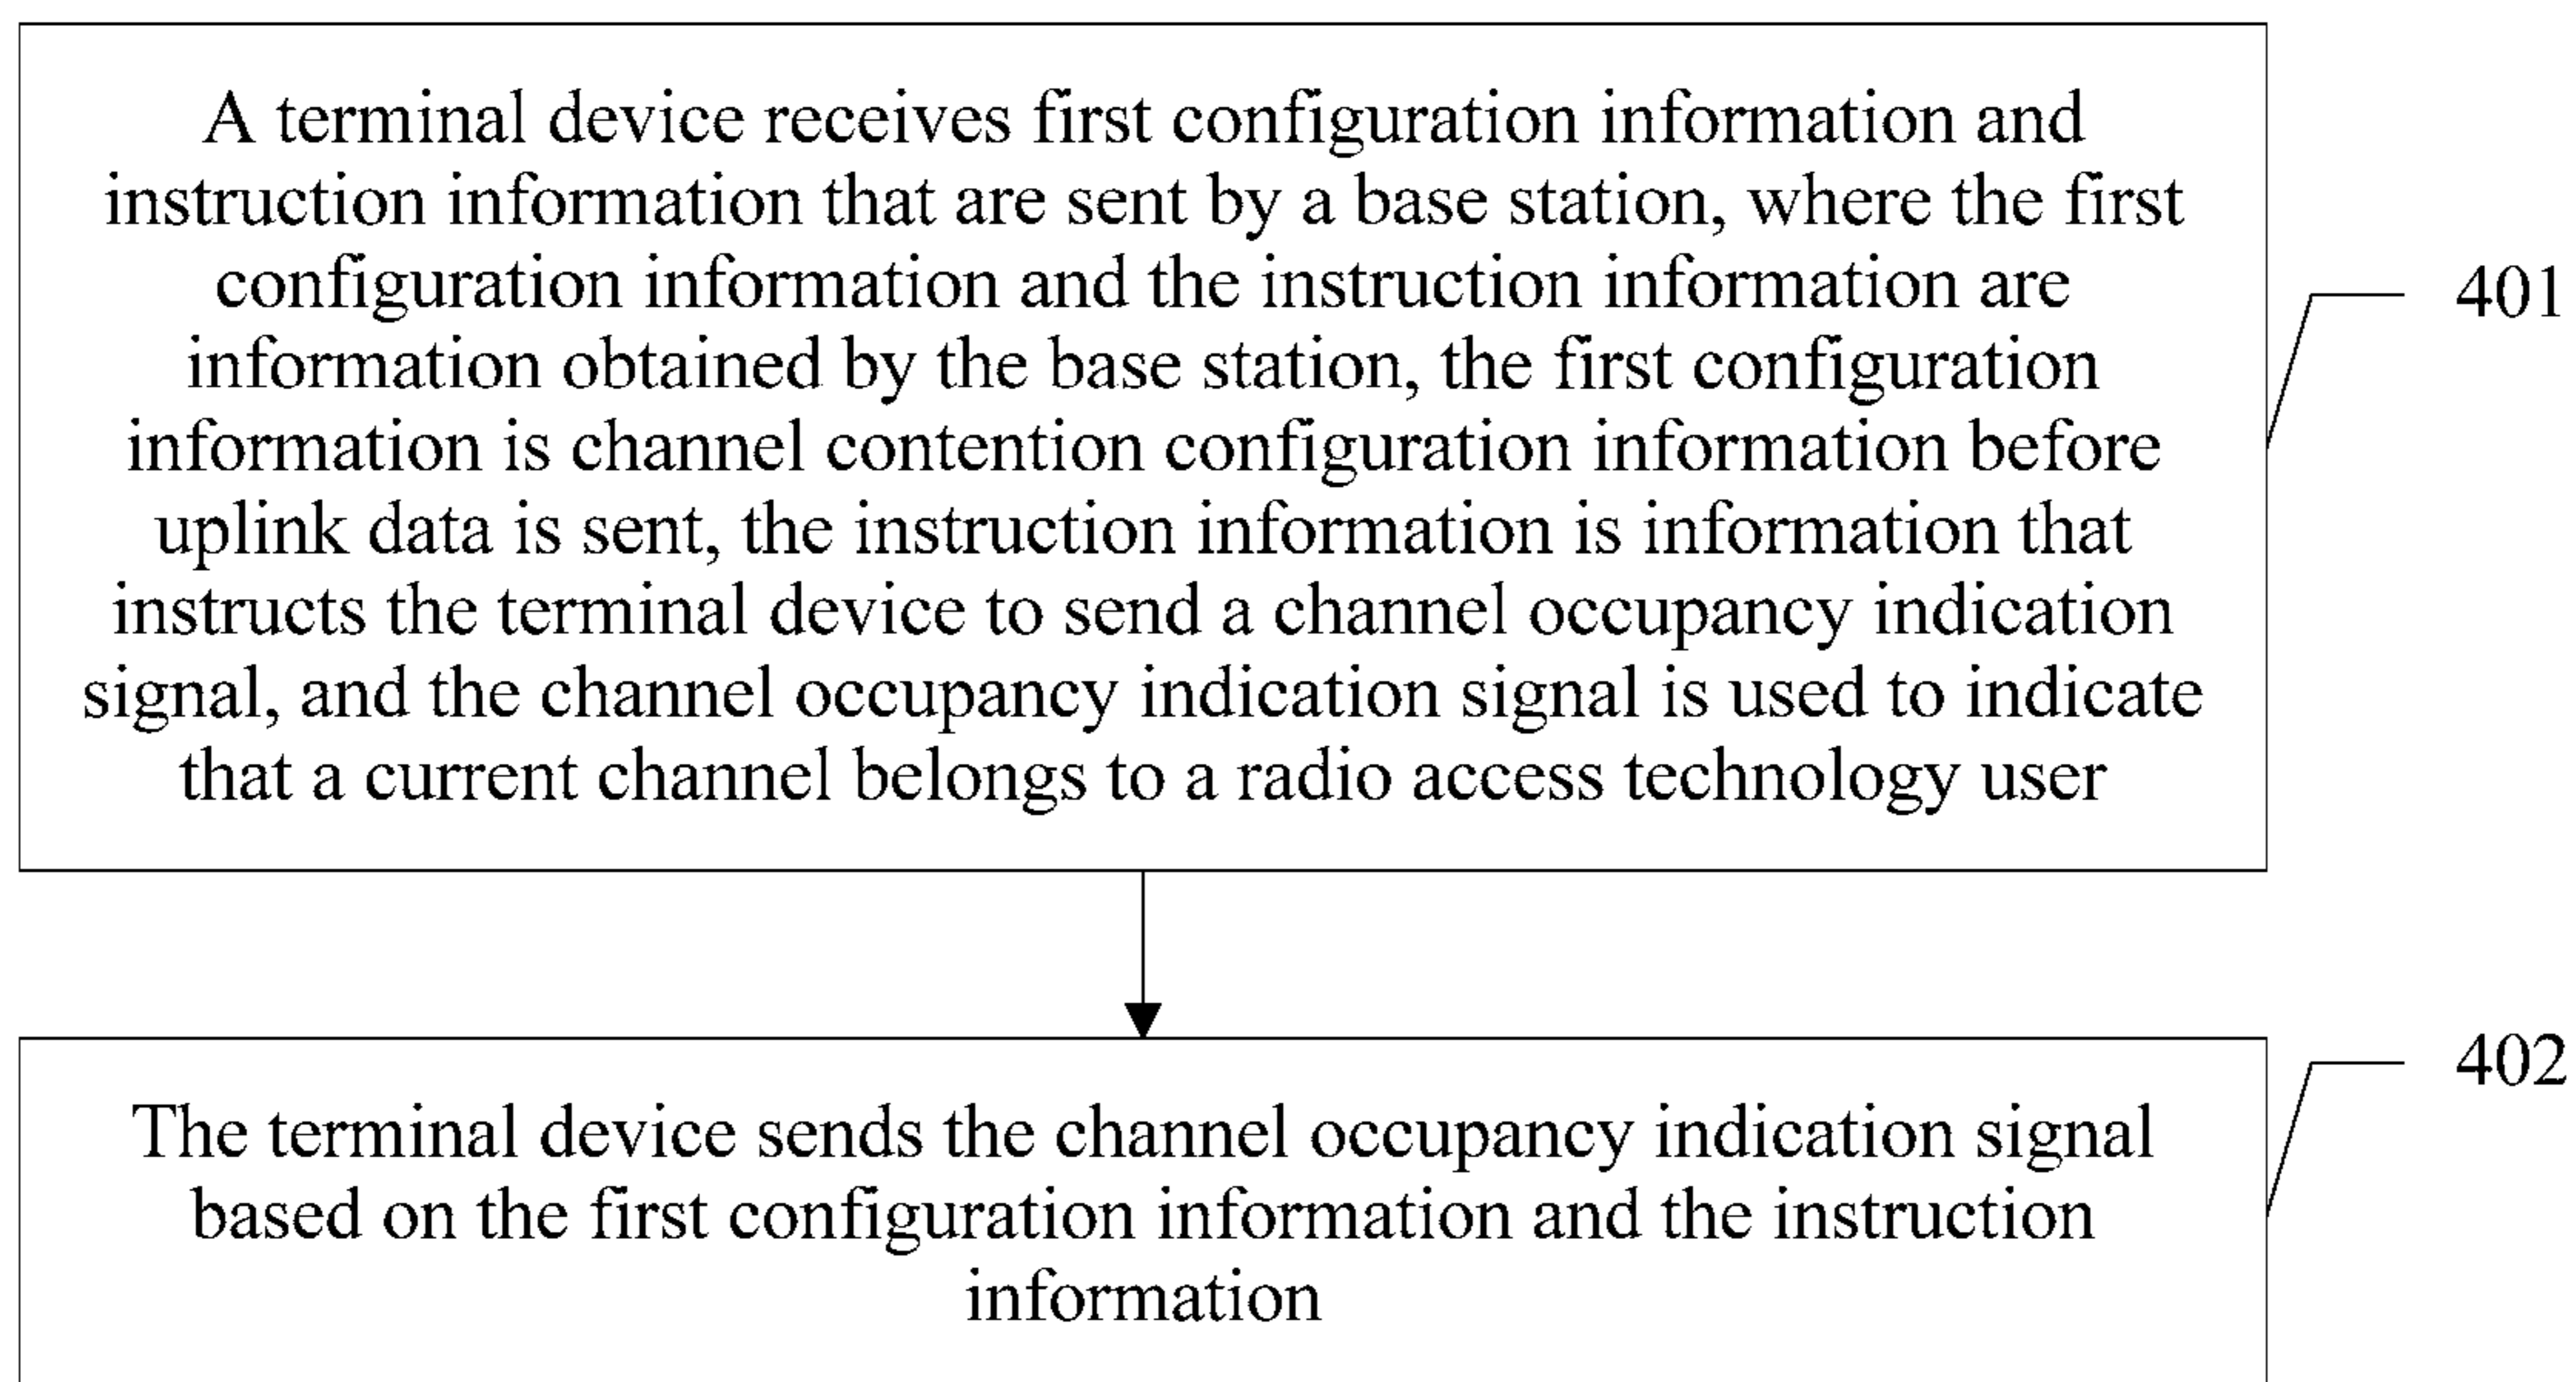 A terminal device receives first configuration information and
instruction information that are sent by a base station, where the first
configuration information and the instruction information are
information obtained by the base station, the first configuration
information is channel contention configuration information before
uplink data is sent, the instruction information is information that
instructs the terminal device to send a channel occupancy indication
signal, and the channel occupancy indication signal is used to indicate
that a current channel belongs to a radio access technology user
401
The terminal device sends the channel occupancy indication signal
based on the first configuration information and the instruction
information
402